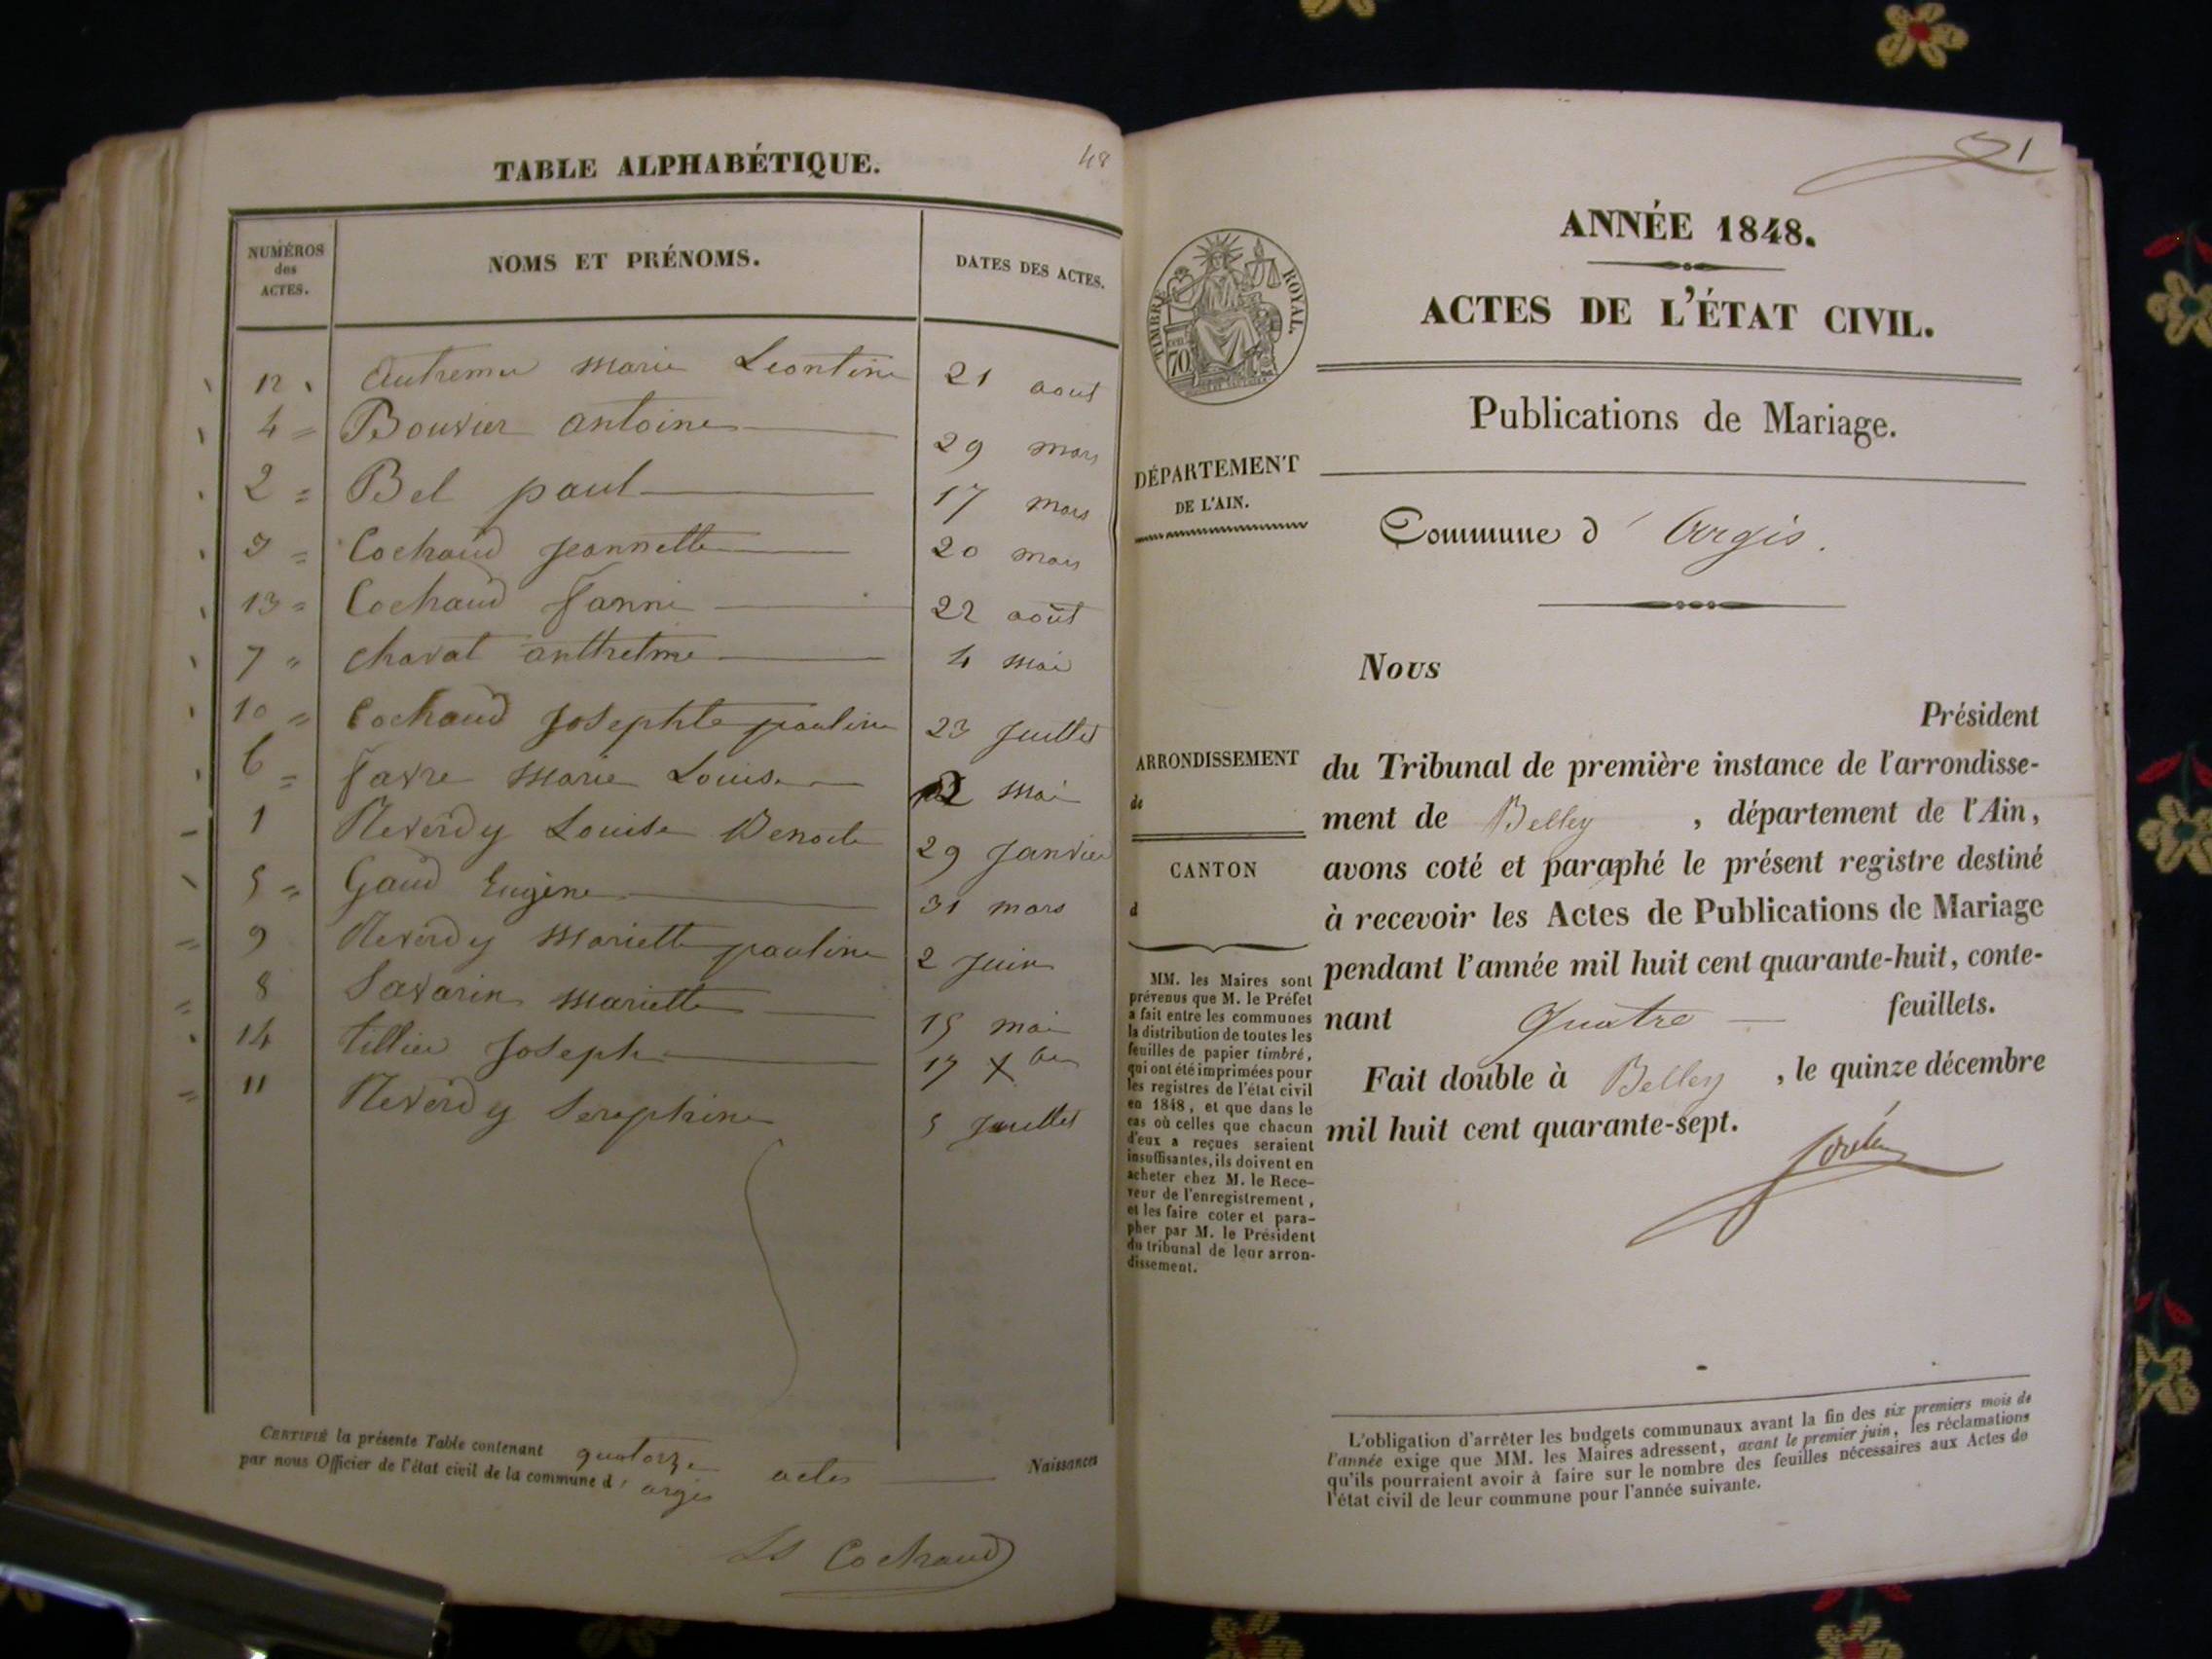 TABLE ALPHABÉTIQUE.
48
NUMÉROS des ACTES.
NOMS ET PRÉNOMS.
DATES DES ACTES.
12 Marie Leontine 21 aout
4 = Bouvier antoine 29 mars
2 = Bel paul 17 mars
3 = Cochaud Jeannette 20 mars
13 = Cochaud fanni 22 août
7 " Charat anthelme 4 mai
10 = Cochaud Josephte pauline 23 Juillet
6 = favre Marie Louise 2 mai
1 Reverdy Louise Benoite 29 Janvier
5 = Gaud Eugène 31 mars
9 Reverdy Mariette pauline 2 Juin
8 Savarin Mariette 15 mai
14 tillier Joseph 17 Xbre
11 Reverdy Seraphine 5 Juillet
CERTIFIÉ la présente Table contenant quatorze actes Naissances
par nous Officier de l'état civil de la commune d' argis
Ls Cochaud
1
ANNÉE 1848.
ACTES DE L'ÉTAT CIVIL.
TIMBRE ROYAL.
70 cen
Publications de Mariage.
DÉPARTEMENT
DE L'AIN.
Commune d' Argis.
Nous
Président
ARRONDISSEMENT
de
CANTON
d
du Tribunal de première instance de l'arrondisse-
ment de Belley , département de l'Ain,
avons coté et paraphé le présent registre destiné
à recevoir les Actes de Publications de Mariage
pendant l'année mil huit cent quarante-huit, conte-
nant Quatre feuillets.
Fait double à Belley , le quinze décembre
mil huit cent quarante-sept.
MM. les Maires sont
prévenus que M. le Préfet
a fait entre les communes
la distribution de toutes les
feuilles de papier timbré,
qui ont été imprimées pour
les registres de l'état civil
en 1848, et que dans le
cas où celles que chacun
d'eux a reçues seraient
insuffisantes, ils doivent en
acheter chez M. le Rece-
veur de l'enregistrement,
et les faire coter et para-
pher par M. le Président
du tribunal de leur arron-
dissement.
L'obligation d'arrêter les budgets communaux avant la fin des six premiers mois de
l'année exige que MM. les Maires adressent, avant le premier juin, les réclamations
qu'ils pourraient avoir à faire sur le nombre des feuilles nécessaires aux Actes de
l'état civil de leur commune pour l'année suivante.